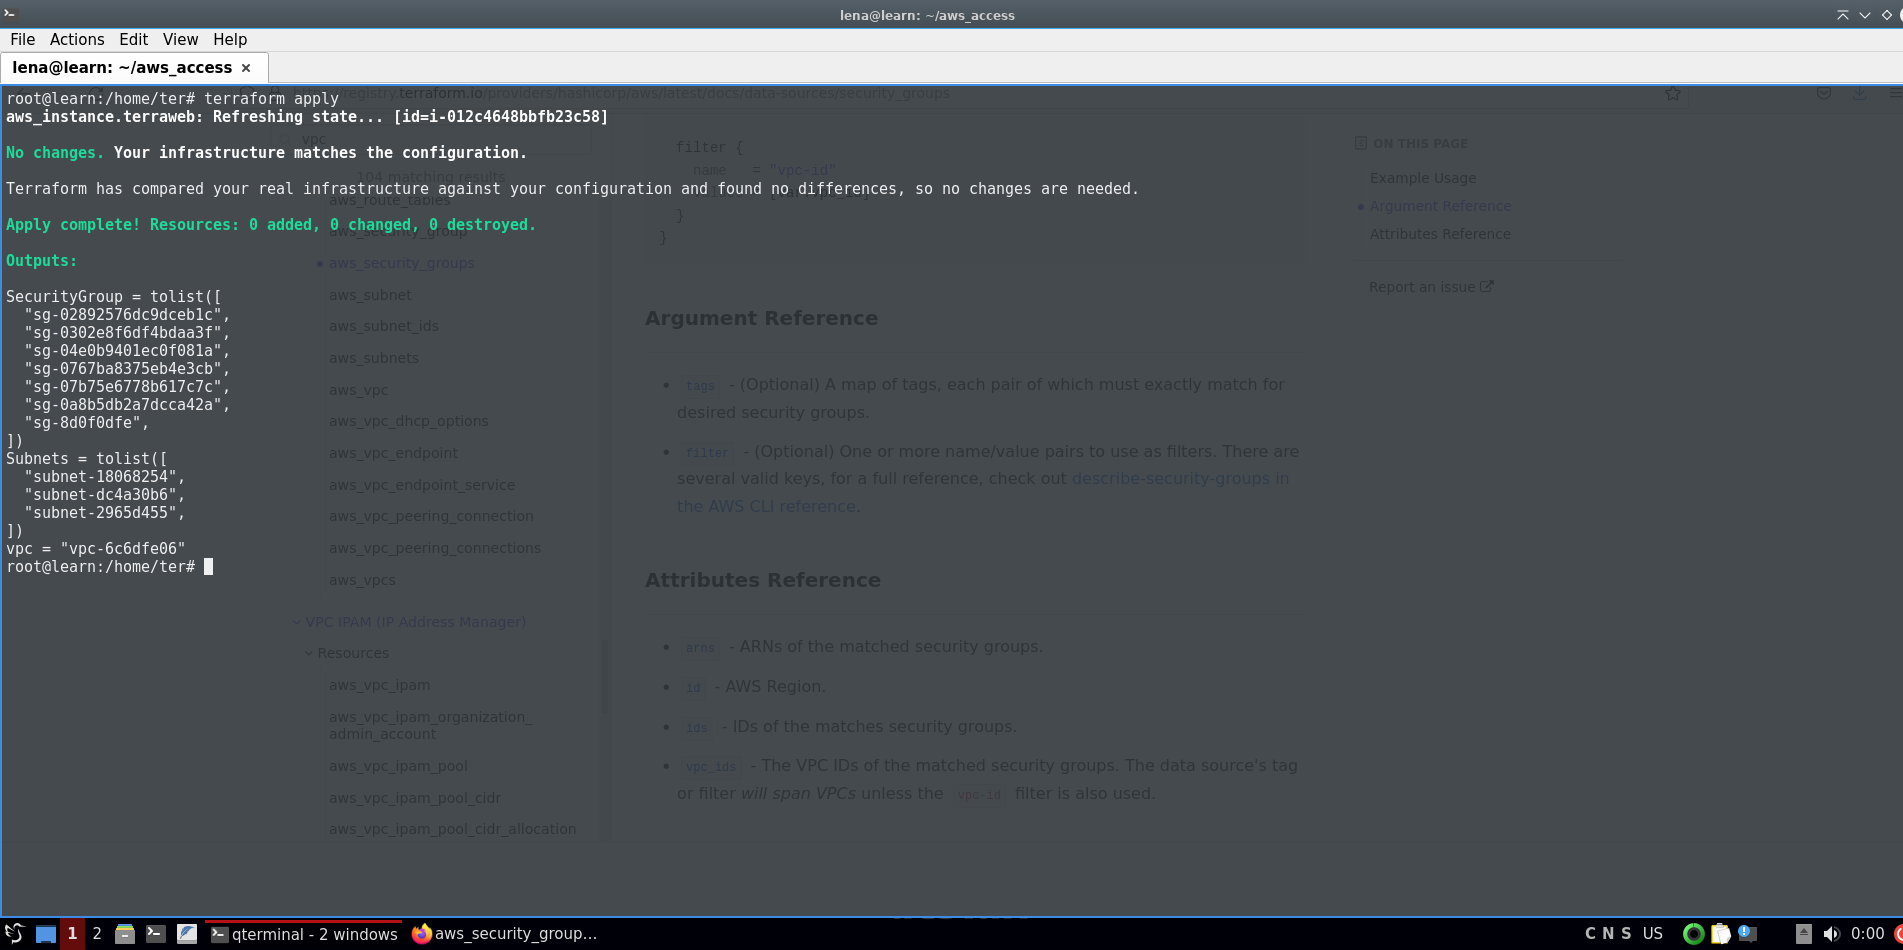 lena@learn: ~/aws_access
File Actions Edit View Help
lena@learn: ~/aws_access ×
root@learn:/home/ter# terraform apply
registry.terraform.io/providers/hashicorp/aws/latest/docs/data-sources/security_groups
aws_instance.terraweb: Refreshing state... [id=i-012c4648bbfb23c58]
vpc
No changes. Your infrastructure matches the configuration.
104 matching results
Terraform has compared your real infrastructure against your configuration and found no differences, so no changes are needed.
aws_route_tables
Apply complete! Resources: 0 added, 0 changed, 0 destroyed.
aws_security_group
Outputs:
SecurityGroup = tolist([
"sg-02892576dc9dceb1c",
"sg-0302e8f6df4bdaa3f",
"sg-04e0b9401ec0f081a",
"sg-0767ba8375eb4e3cb",
"sg-07b75e6778b617c7c",
"sg-0a8b5db2a7dcca42a",
"sg-8d0f0dfe",
])
Subnets = tolist([
"subnet-18068254",
"subnet-dc4a30b6",
"subnet-2965d455",
])
vpc = "vpc-6c6dfe06"
root@learn:/home/ter#
aws_security_groups
aws_subnet
aws_subnet_ids
aws_subnets
aws_vpc
aws_vpc_dhcp_options
aws_vpc_endpoint
aws_vpc_endpoint_service
aws_vpc_peering_connection
aws_vpc_peering_connections
aws_vpcs
VPC IPAM (IP Address Manager)
Resources
aws_vpc_ipam
aws_vpc_ipam_organization_
admin_account
aws_vpc_ipam_pool
aws_vpc_ipam_pool_cidr
aws_vpc_ipam_pool_cidr_allocation
filter {
name = "vpc-id"
}
}
Argument Reference
• tags - (Optional) A map of tags, each pair of which must exactly match for
desired security groups.
• filter - (Optional) One or more name/value pairs to use as filters. There are
several valid keys, for a full reference, check out describe-security-groups in
the AWS CLI reference.
Attributes Reference
• arns - ARNs of the matched security groups.
• id - AWS Region.
• ids - IDs of the matches security groups.
• vpc_ids - The VPC IDs of the matched security groups. The data source's tag
or filter will span VPCs unless the vpc-id filter is also used.
ON THIS PAGE
Example Usage
Argument Reference
Attributes Reference
Report an issue
1 2 qterminal - 2 windows aws_security_group... C N S US 0:00